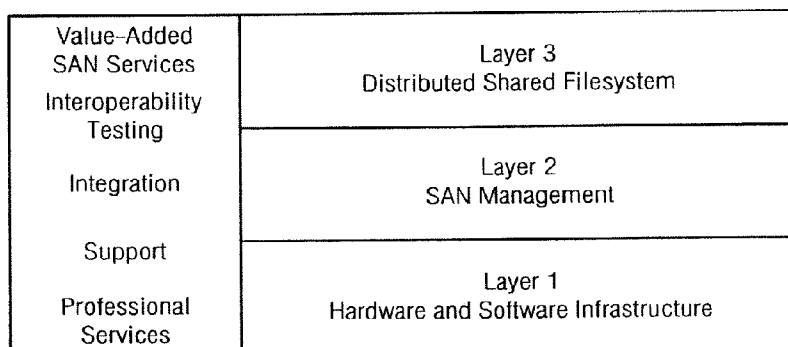 Value-Added
SAN Services
Interoperability
Testing
Integration
Support
Professional
Services
Layer 3
Distributed Shared Filesystem
Layer 2
SAN Management
Layer 1
Hardware and Software Infrastructure